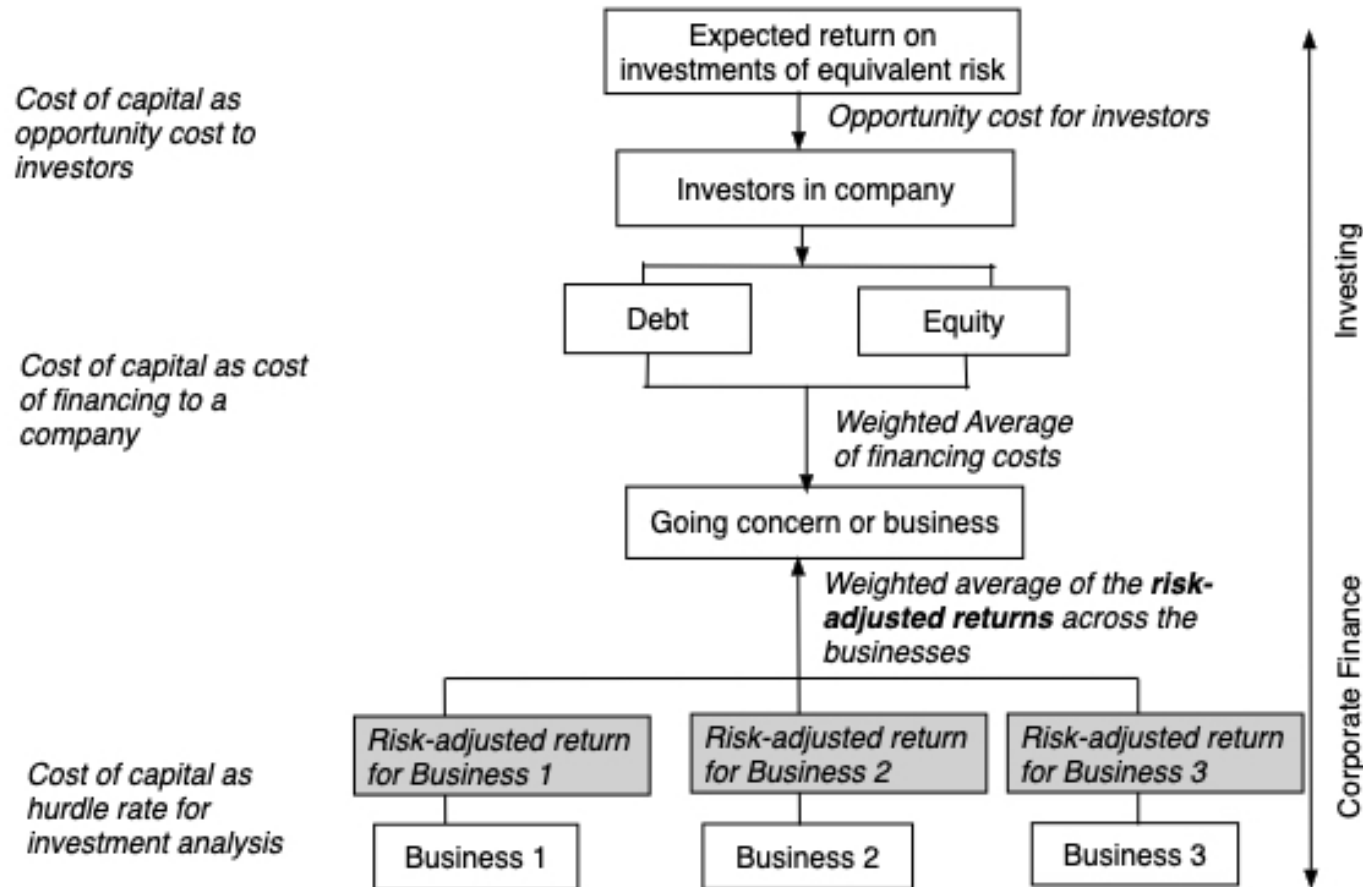 Expected return on
investments of equivalent risk
Cost of capital as
opportunity cost to
investors
Opportunity cost for investors
Investors in company
Debt
Equity
Cost of capital as cost
of financing to a
company
Weighted Average
of financing costs
Going concern or business
Weighted average of the risk-
adjusted returns across the
businesses
Risk-adjusted return
for Business 1
Risk-adjusted return
for Business 2
Risk-adjusted return
for Business 3
Cost of capital as
hurdle rate for
investment analysis
Business 1
Business 2
Business 3
Investing
Corporate Finance